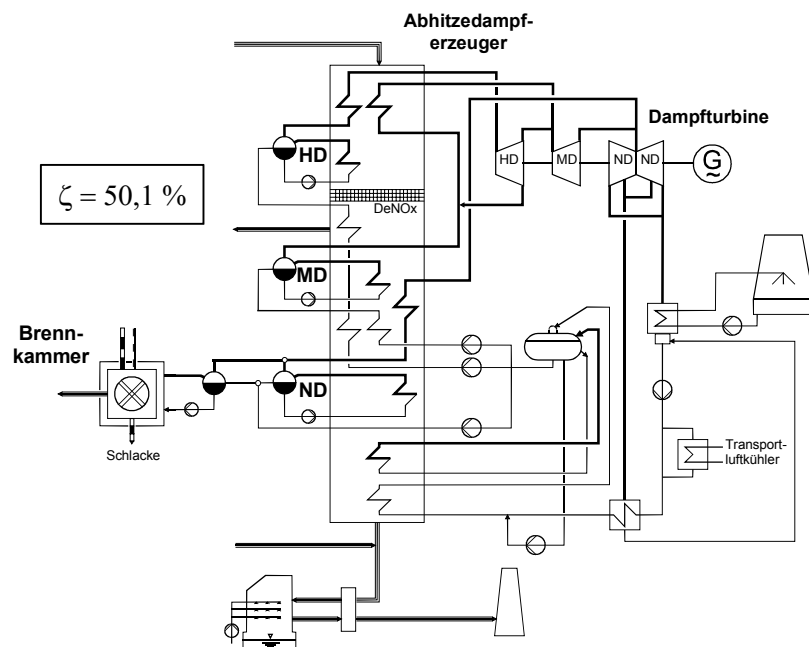 Abhitzedampf-
erzeuger
Dampfturbine
HD
HD
MD
ND
ND
G
~
ζ = 50,1 %
DeNOx
MD
Brenn-
kammer
ND
Schlacke
Transport-
luftkühler